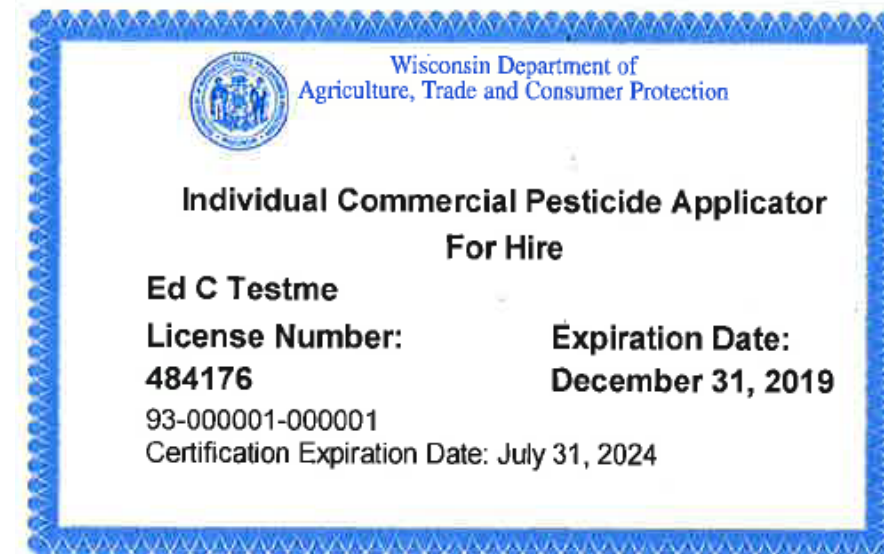 Wisconsin Department of
Agriculture, Trade and Consumer Protection
Individual Commercial Pesticide Applicator
For Hire
Ed C Testme
License Number:
484176
Expiration Date:
December 31, 2019
93-000001-000001
Certification Expiration Date: July 31, 2024